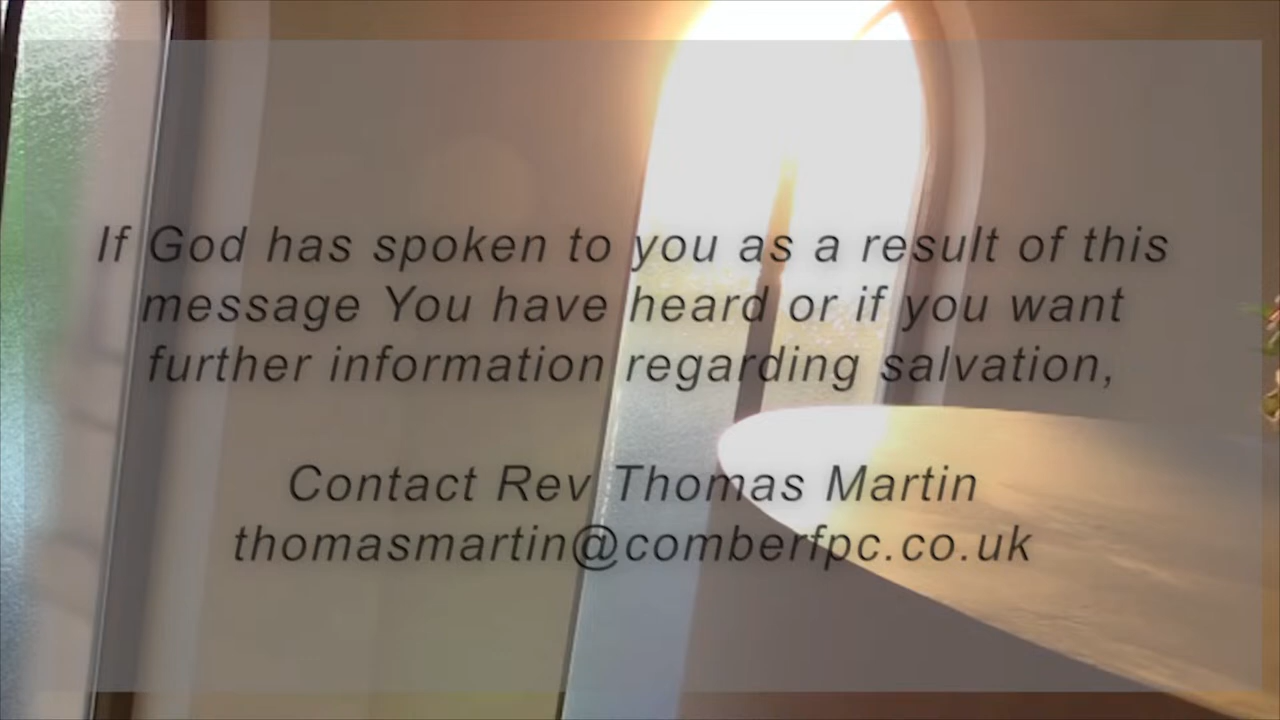 If God has spoken to you as a result of this
message You have heard or if you want
further information regarding salvation,
Contact Rev Thomas Martin
thomasmartin@comberfpc.co.uk